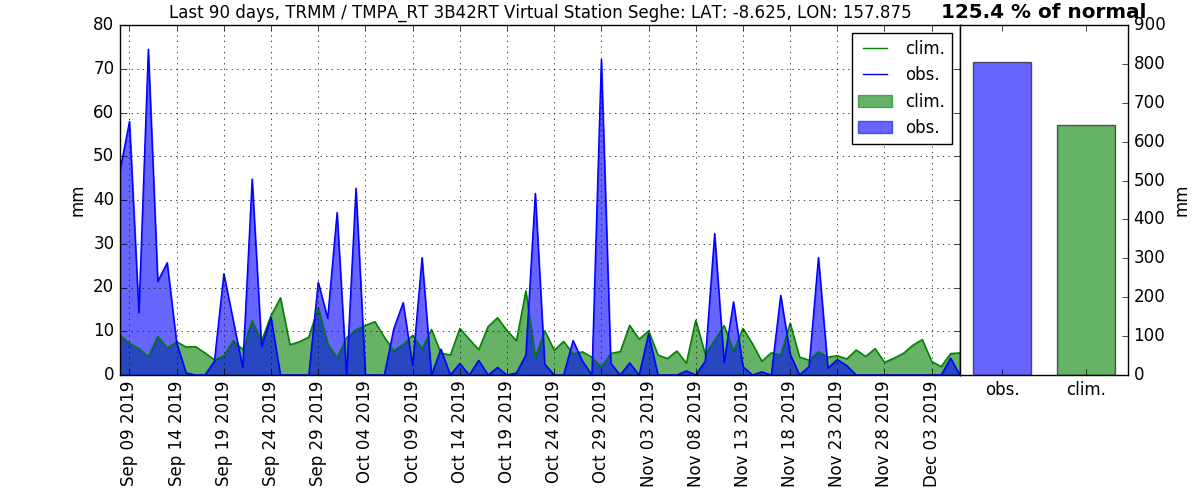 Last 90 days, TRMM / TMPA_RT 3B42RT Virtual Station Seghe: LAT: -8.625, LON: 157.875
125.4 % of normal
80
70
60
50
40
30
20
10
0
mm
clim.
obs.
clim.
obs.
900
800
700
600
500
400
300
200
100
0
mm
obs.
clim.
Sep 09 2019
Sep 14 2019
Sep 19 2019
Sep 24 2019
Sep 29 2019
Oct 04 2019
Oct 09 2019
Oct 14 2019
Oct 19 2019
Oct 24 2019
Oct 29 2019
Nov 03 2019
Nov 08 2019
Nov 13 2019
Nov 18 2019
Nov 23 2019
Nov 28 2019
Dec 03 2019